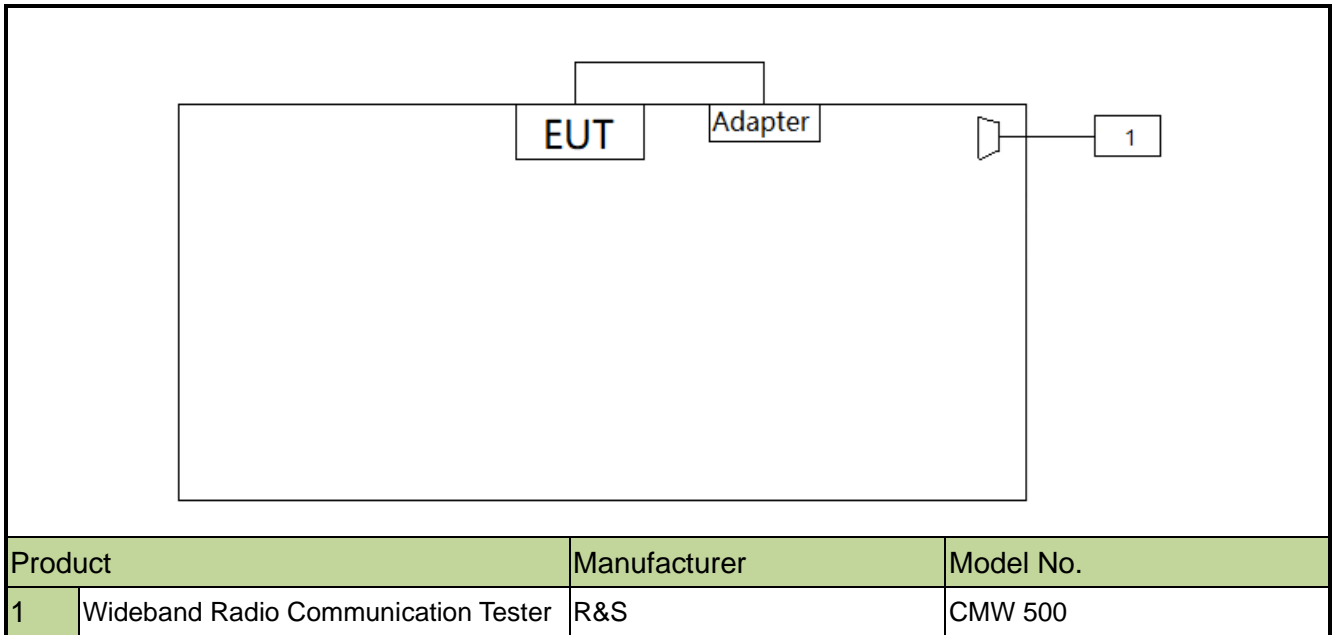 EUT
Adapter
1
Product Manufacturer Model No.
1 Wideband Radio Communication Tester R&S CMW 500